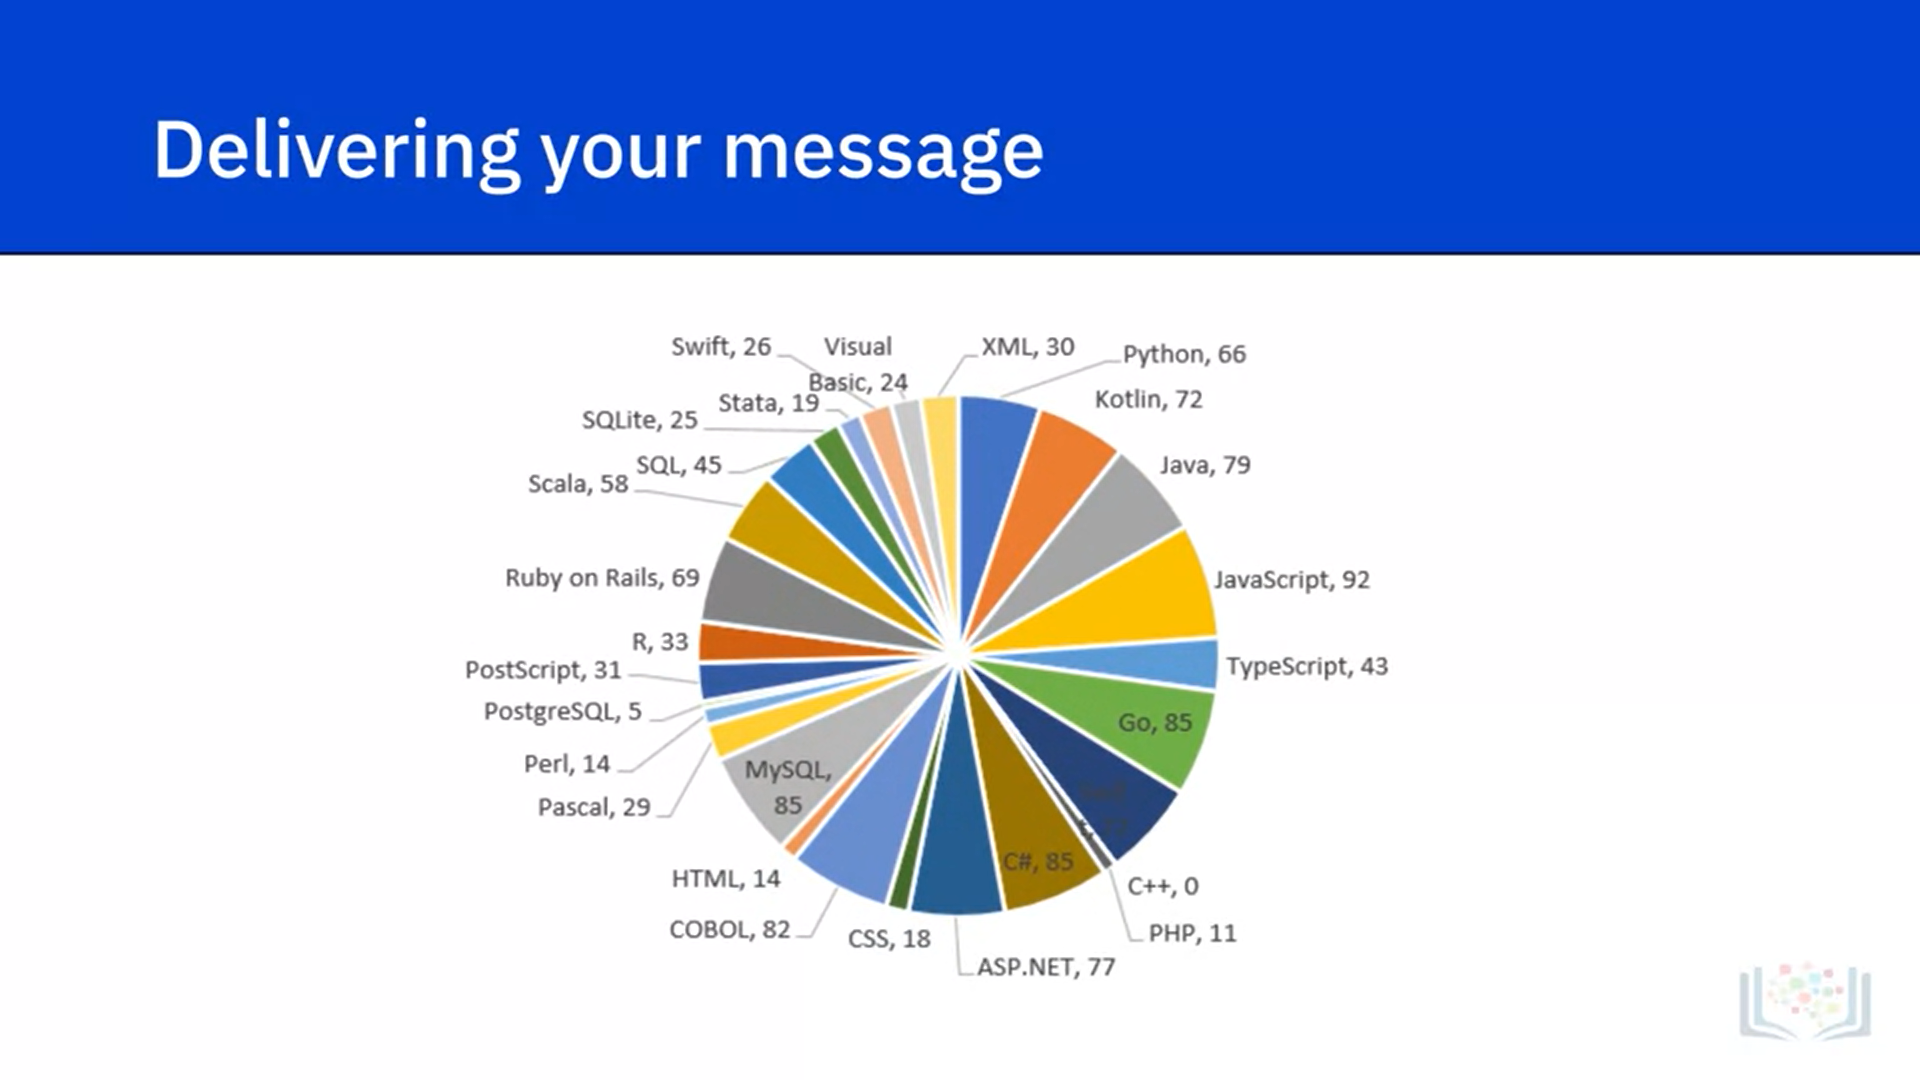 Delivering your message
Swift, 26
Visual
Basic, 24
XML, 30
Python, 66
Kotlin, 72
Stata, 19
SQLite, 25
Java, 79
SQL, 45
Scala, 58
Ruby on Rails, 69
JavaScript, 92
R, 33
PostScript, 31
TypeScript, 43
PostgreSQL, 5
Go, 85
Perl, 14
MySQL,
85
Pascal, 29
C#, 85
HTML, 14
C++, 0
COBOL, 82
CSS, 18
PHP, 11
ASP.NET, 77